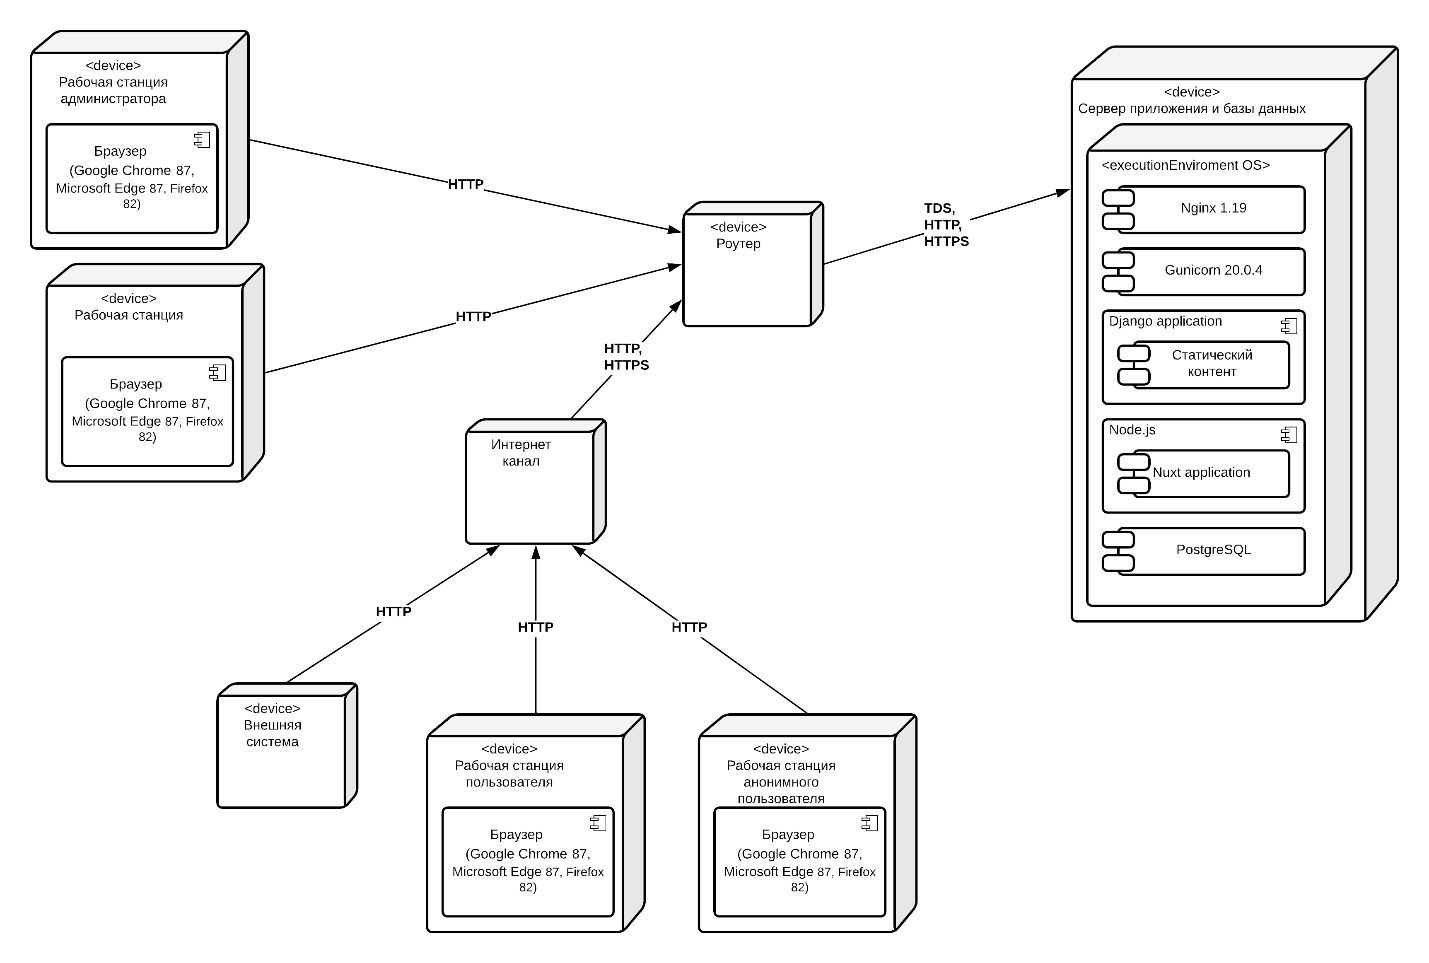 <device>
Рабочая станция
администратора
Браузер
(Google Chrome 87,
Microsoft Edge 87, Firefox
82)
HTTP
<device>
Рабочая станция
Браузер
(Google Chrome 87,
Microsoft Edge 87, Firefox
82)
HTTP
<device>
Роутер
TDS,
HTTP,
HTTPS
HTTP,
HTTPS
Интернет
канал
HTTP
HTTP
HTTP
<device>
Внешняя
система
<device>
Рабочая станция
пользователя
Браузер
(Google Chrome 87,
Microsoft Edge 87, Firefox
82)
<device>
Рабочая станция
анонимного
пользователя
Браузер
(Google Chrome 87,
Microsoft Edge 87, Firefox
82)
<device>
Сервер приложения и базы данных
<executionEnviroment OS>
Nginx 1.19
Gunicorn 20.0.4
Django application
Статический
контент
Node.js
Nuxt application
PostgreSQL